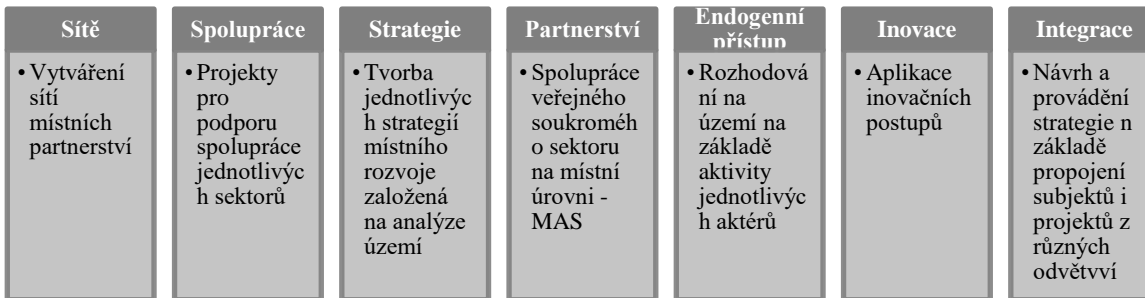 Sítě
• Vytváření
sítí
místních
partnerství
Spolupráce
• Projekty
pro
podporu
spolupráce
jednotlivýc
h sektorů
Strategie
• Tvorba
jednotlivýc
h strategií
místního
rozvoje
založená
na analýze
území
Partnerství
• Spolupráce
veřejného
soukroméh
o sektoru
na místní
úrovni -
MAS
Endogenní
přístup
• Rozhodová
ní na
území na
základě
aktivity
jednotlivýc
h aktérů
Inovace
• Aplikace
inovačních
postupů
Integrace
• Návrh a
provádění
strategie n
základě
propojení
subjektů i
projektů z
různých
odvětvví